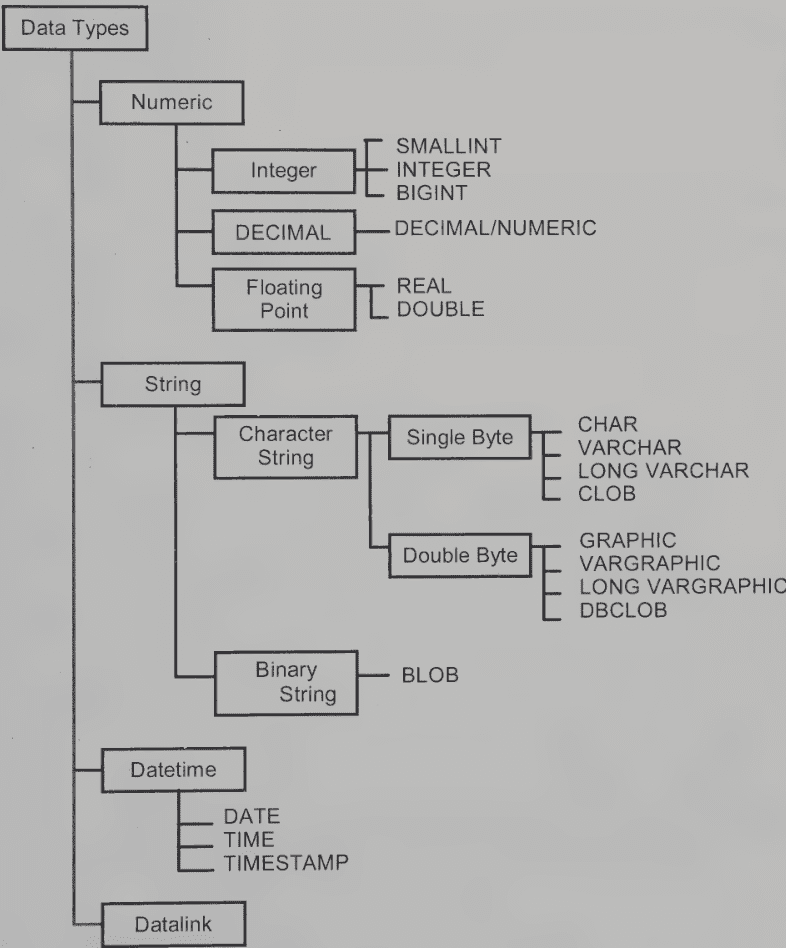 Data Types
Numeric
Integer
SMALLINT
INTEGER
BIGINT
DECIMAL
DECIMAL/NUMERIC
Floating
Point
REAL
DOUBLE
String
Character
String
Single Byte
CHAR
VARCHAR
LONG VARCHAR
CLOB
Double Byte
GRAPHIC
VARGRAPHIC
LONG VARGRAPHIC
DBCLOB
Binary
String
BLOB
Datetime
DATE
TIME
TIMESTAMP
Datalink